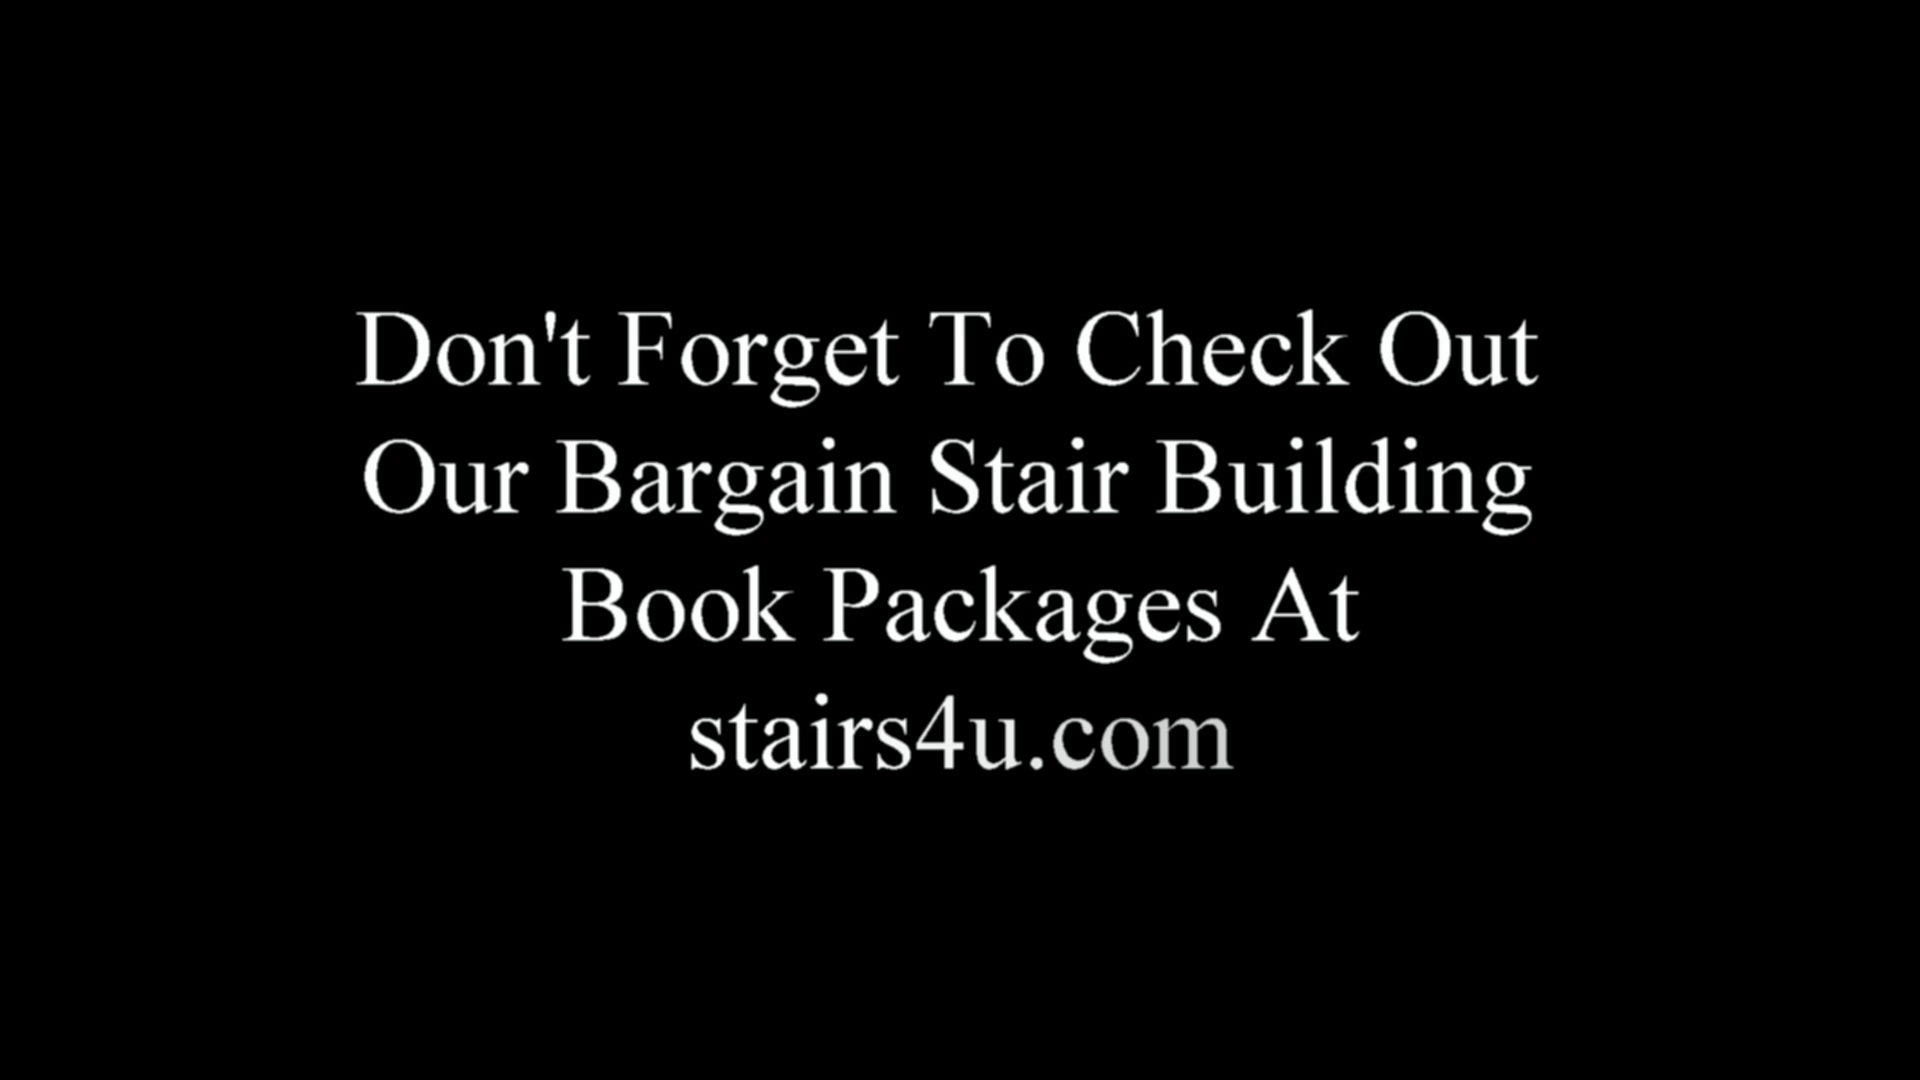 Don't Forget To Check Out
Our Bargain Stair Building
Book Packages At
stairs4u.com